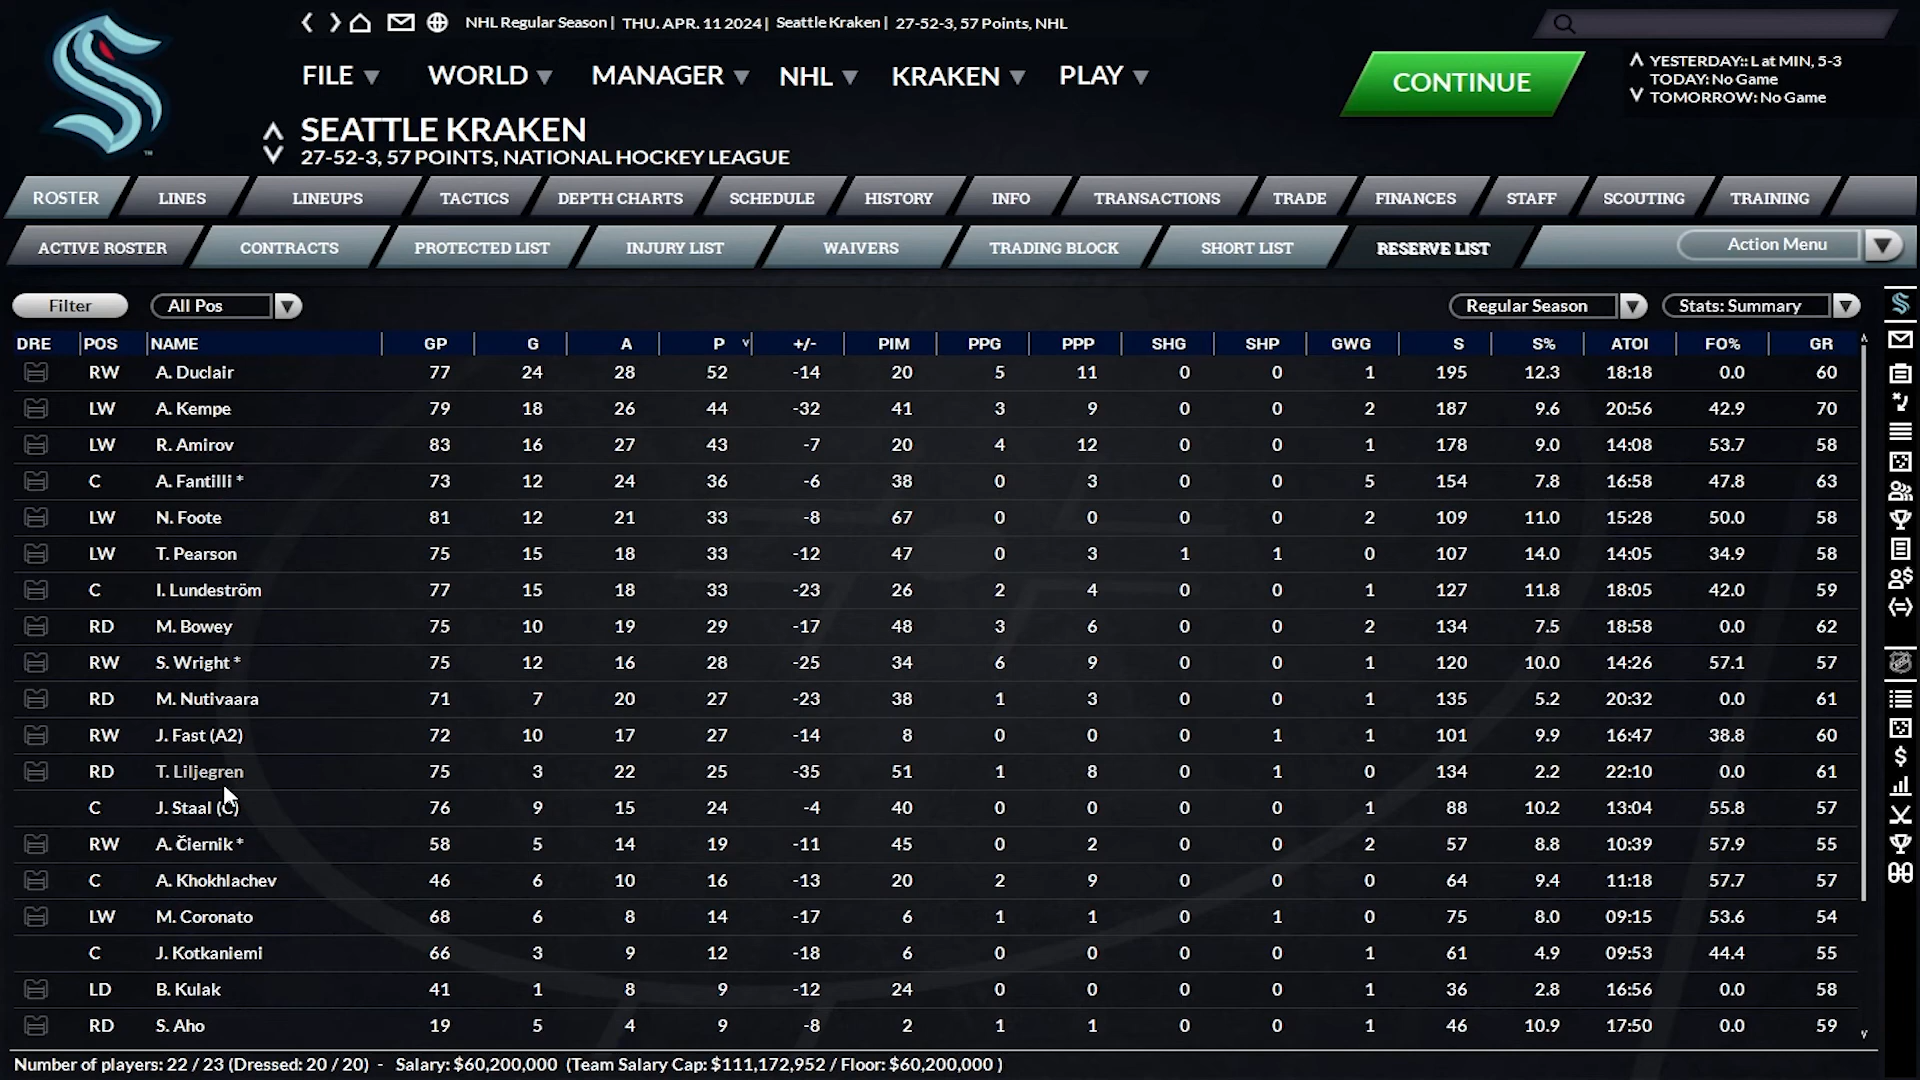 NHL Regular Season | THU. APR. 11 2024 | Seattle Kraken | 27-52-3, 57 Points, NHL
FILE WORLD MANAGER NHL KRAKEN PLAY
CONTINUE
YESTERDAY:: L at MIN, 5-3
TODAY: No Game
TOMORROW: No Game
SEATTLE KRAKEN
27-52-3, 57 POINTS, NATIONAL HOCKEY LEAGUE
ROSTER LINES LINEUPS TACTICS DEPTH CHARTS SCHEDULE HISTORY INFO TRANSACTIONS TRADE FINANCES STAFF SCOUTING TRAINING
ACTIVE ROSTER CONTRACTS PROTECTED LIST INJURY LIST WAIVERS TRADING BLOCK SHORT LIST RESERVE LIST Action Menu
Filter All Pos Regular Season Stats: Summary
DRE POS NAME GP G A P +/- PIM PPG PPP SHG SHP GWG S S% ATOI FO% GR
RW A. Duclair 77 24 28 52 -14 20 5 11 0 0 1 195 12.3 18:18 0.0 60
LW A. Kempe 79 18 26 44 -32 41 3 9 0 0 2 187 9.6 20:56 42.9 70
LW R. Amirov 83 16 27 43 -7 20 4 12 0 0 1 178 9.0 14:08 53.7 58
C A. Fantilli * 73 12 24 36 -6 38 0 3 0 0 5 154 7.8 16:58 47.8 63
LW N. Foote 81 12 21 33 -8 67 0 0 0 0 2 109 11.0 15:28 50.0 58
LW T. Pearson 75 15 18 33 -12 47 0 3 1 1 0 107 14.0 14:05 34.9 58
C I. Lundeström 77 15 18 33 -23 26 2 4 0 0 1 127 11.8 18:05 42.0 59
RD M. Bowey 75 10 19 29 -17 48 3 6 0 0 2 134 7.5 18:58 0.0 62
RW S. Wright * 75 12 16 28 -25 34 6 9 0 0 1 120 10.0 14:26 57.1 57
RD M. Nutivaara 71 7 20 27 -23 38 1 3 0 0 1 135 5.2 20:32 0.0 61
RW J. Fast (A2) 72 10 17 27 -14 8 0 0 0 1 1 101 9.9 16:47 38.8 60
RD T. Liljegren 75 3 22 25 -35 51 1 8 0 1 0 134 2.2 22:10 0.0 61
C J. Staal (C) 76 9 15 24 -4 40 0 0 0 0 1 88 10.2 13:04 55.8 57
RW A. Čiernik * 58 5 14 19 -11 45 0 2 0 0 2 57 8.8 10:39 57.9 55
C A. Khokhlachev 46 6 10 16 -13 20 2 9 0 0 0 64 9.4 11:18 57.7 57
LW M. Coronato 68 6 8 14 -17 6 1 1 0 1 0 75 8.0 09:15 53.6 54
C J. Kotkaniemi 66 3 9 12 -18 6 0 0 0 0 1 61 4.9 09:53 44.4 55
LD B. Kulak 41 1 8 9 -12 24 0 0 0 0 1 36 2.8 16:56 0.0 58
RD S. Aho 19 5 4 9 -8 2 1 1 0 0 1 46 10.9 17:50 0.0 59
Number of players: 22 / 23 (Dressed: 20 / 20) - Salary: $60,200,000 (Team Salary Cap: $111,172,952 / Floor: $60,200,000 )